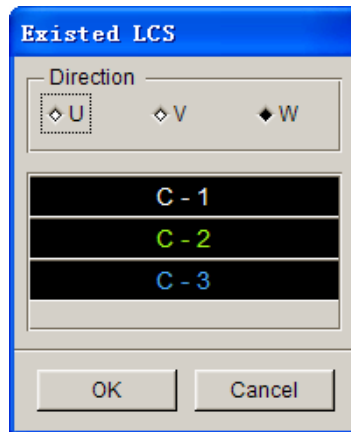 Existed LCS
Direction
U V W
C - 1
C - 2
C - 3
OK Cancel